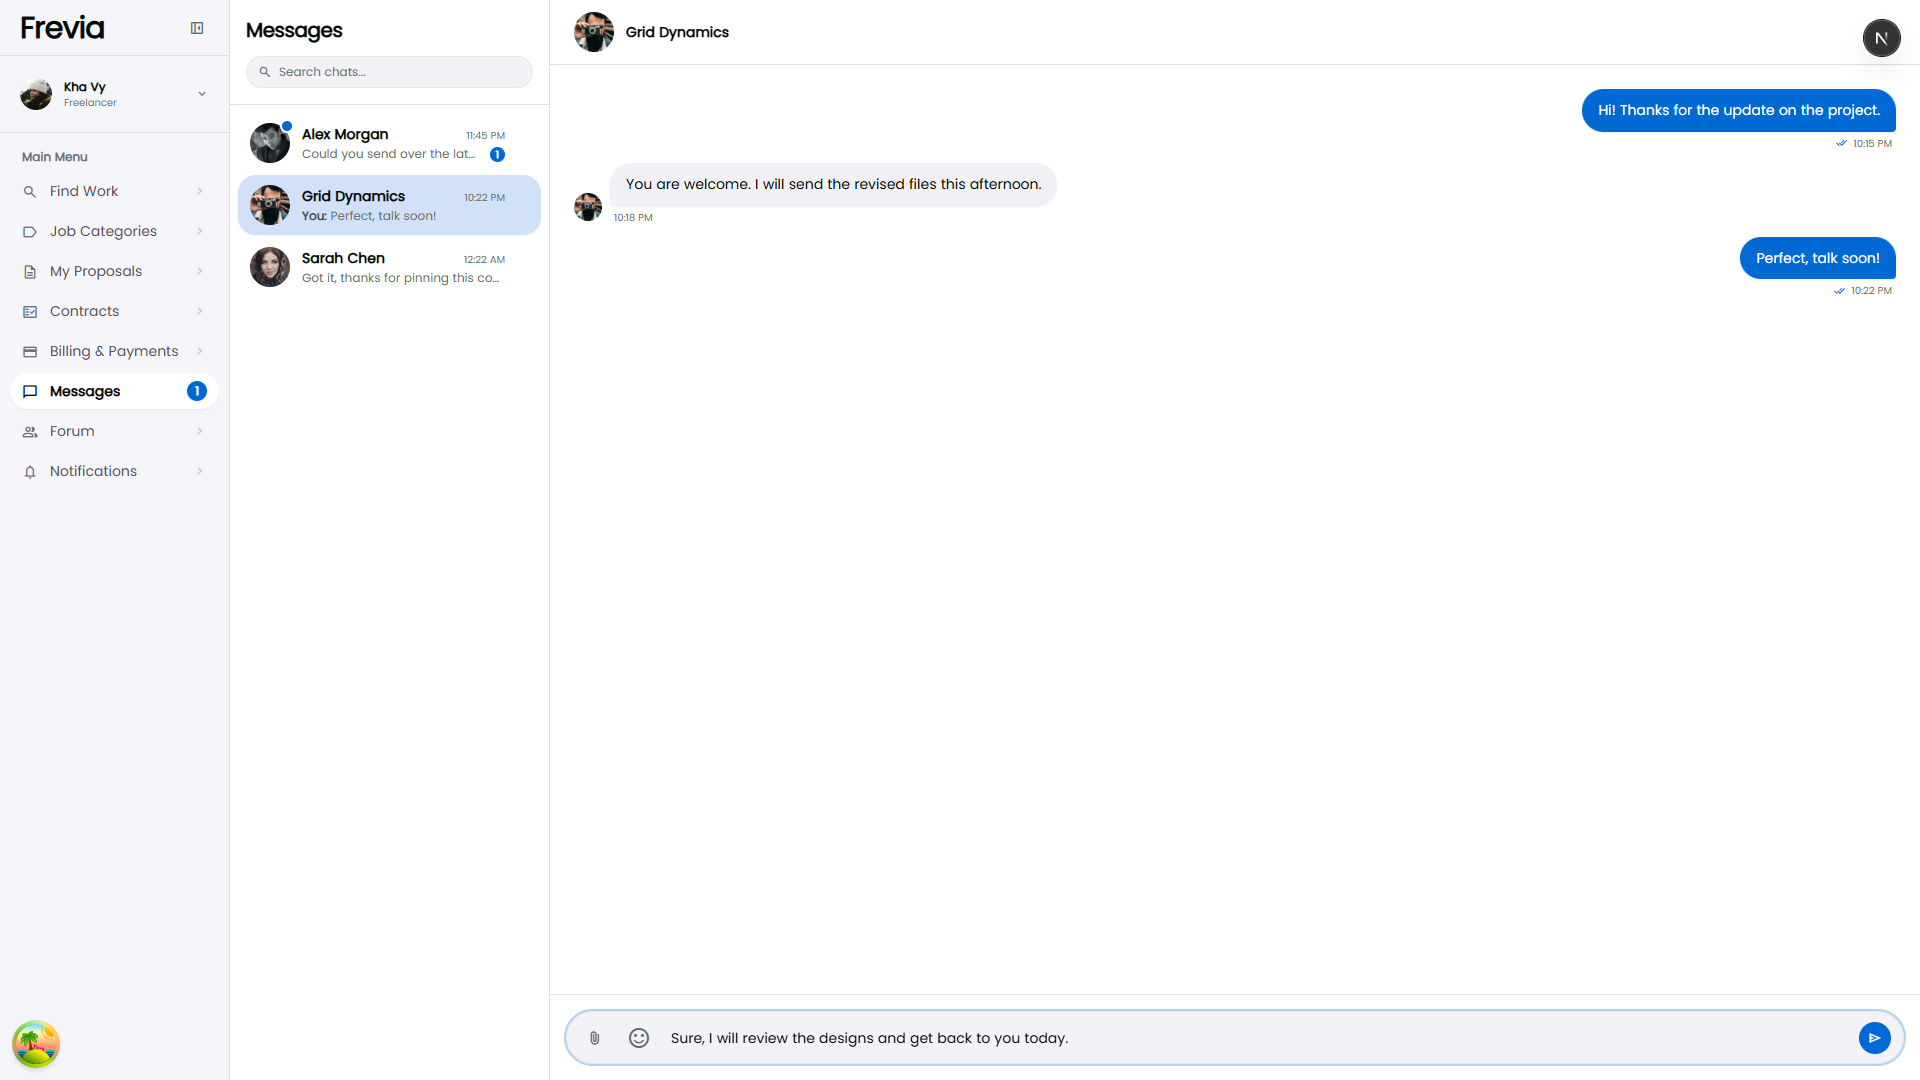 Frevia
Kha Vy
Freelancer
Main Menu
Find Work
Job Categories
My Proposals
Contracts
Billing & Payments
Messages 1
Forum
Notifications
Messages
Search chats...
Alex Morgan 11:45 PM
Could you send over the lat... 1
Grid Dynamics 10:22 PM
You: Perfect, talk soon!
Sarah Chen 12:22 AM
Got it, thanks for pinning this co...
Grid Dynamics
N
Hi! Thanks for the update on the project.
10:15 PM
You are welcome. I will send the revised files this afternoon.
10:18 PM
Perfect, talk soon!
10:22 PM
Sure, I will review the designs and get back to you today.